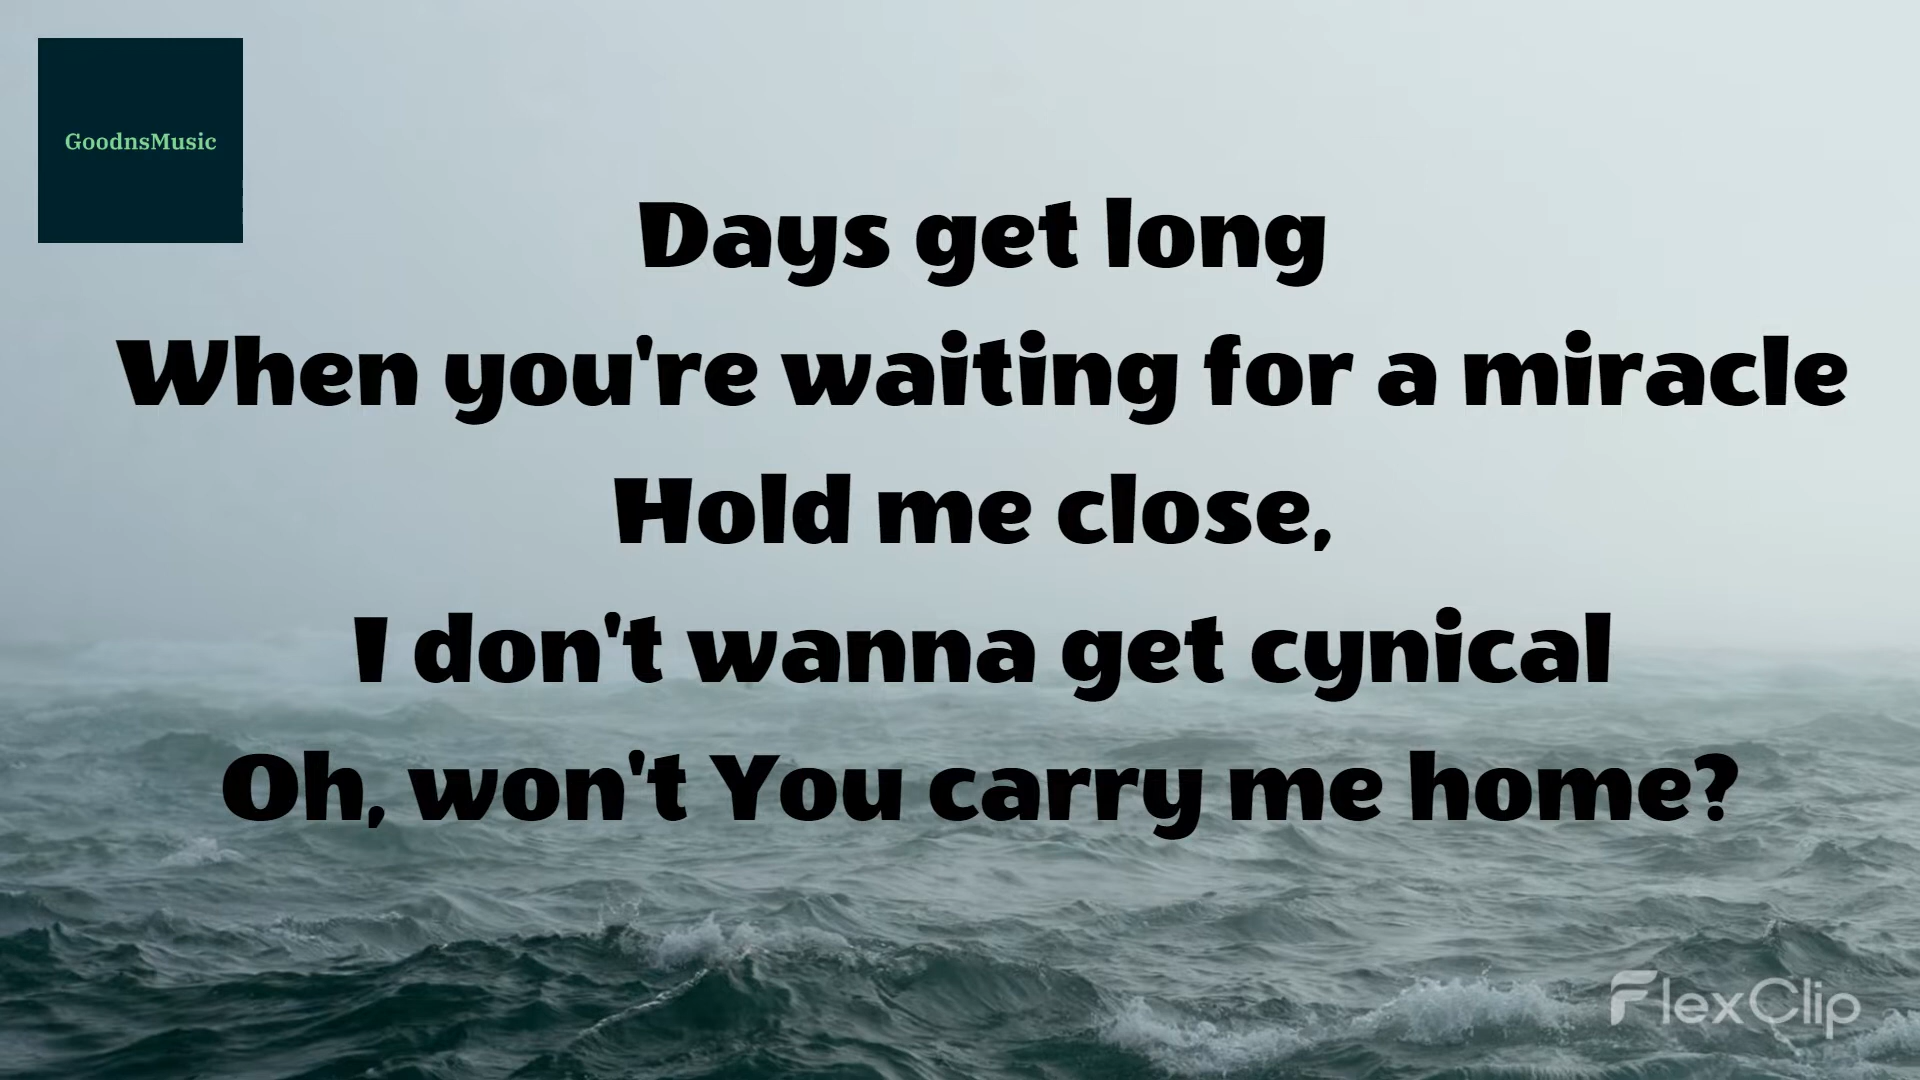 GoodnsMusic
Days get long
When you're waiting for a miracle
Hold me close,
I don't wanna get cynical
Oh, won't You carry me home?
FlexClip